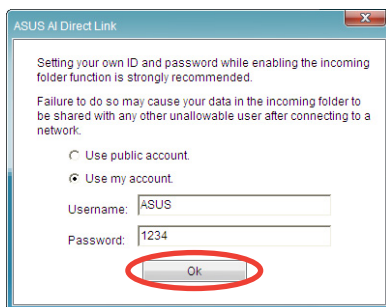 ASUS AI Direct Link
Setting your own ID and password while enabling the incoming
folder function is strongly recommended.
Failure to do so may cause your data in the incoming folder to
be shared with any other unallowable user after connecting to a
network.
Use public account.
Use my account.
Username: ASUS
Password: 1234
Ok